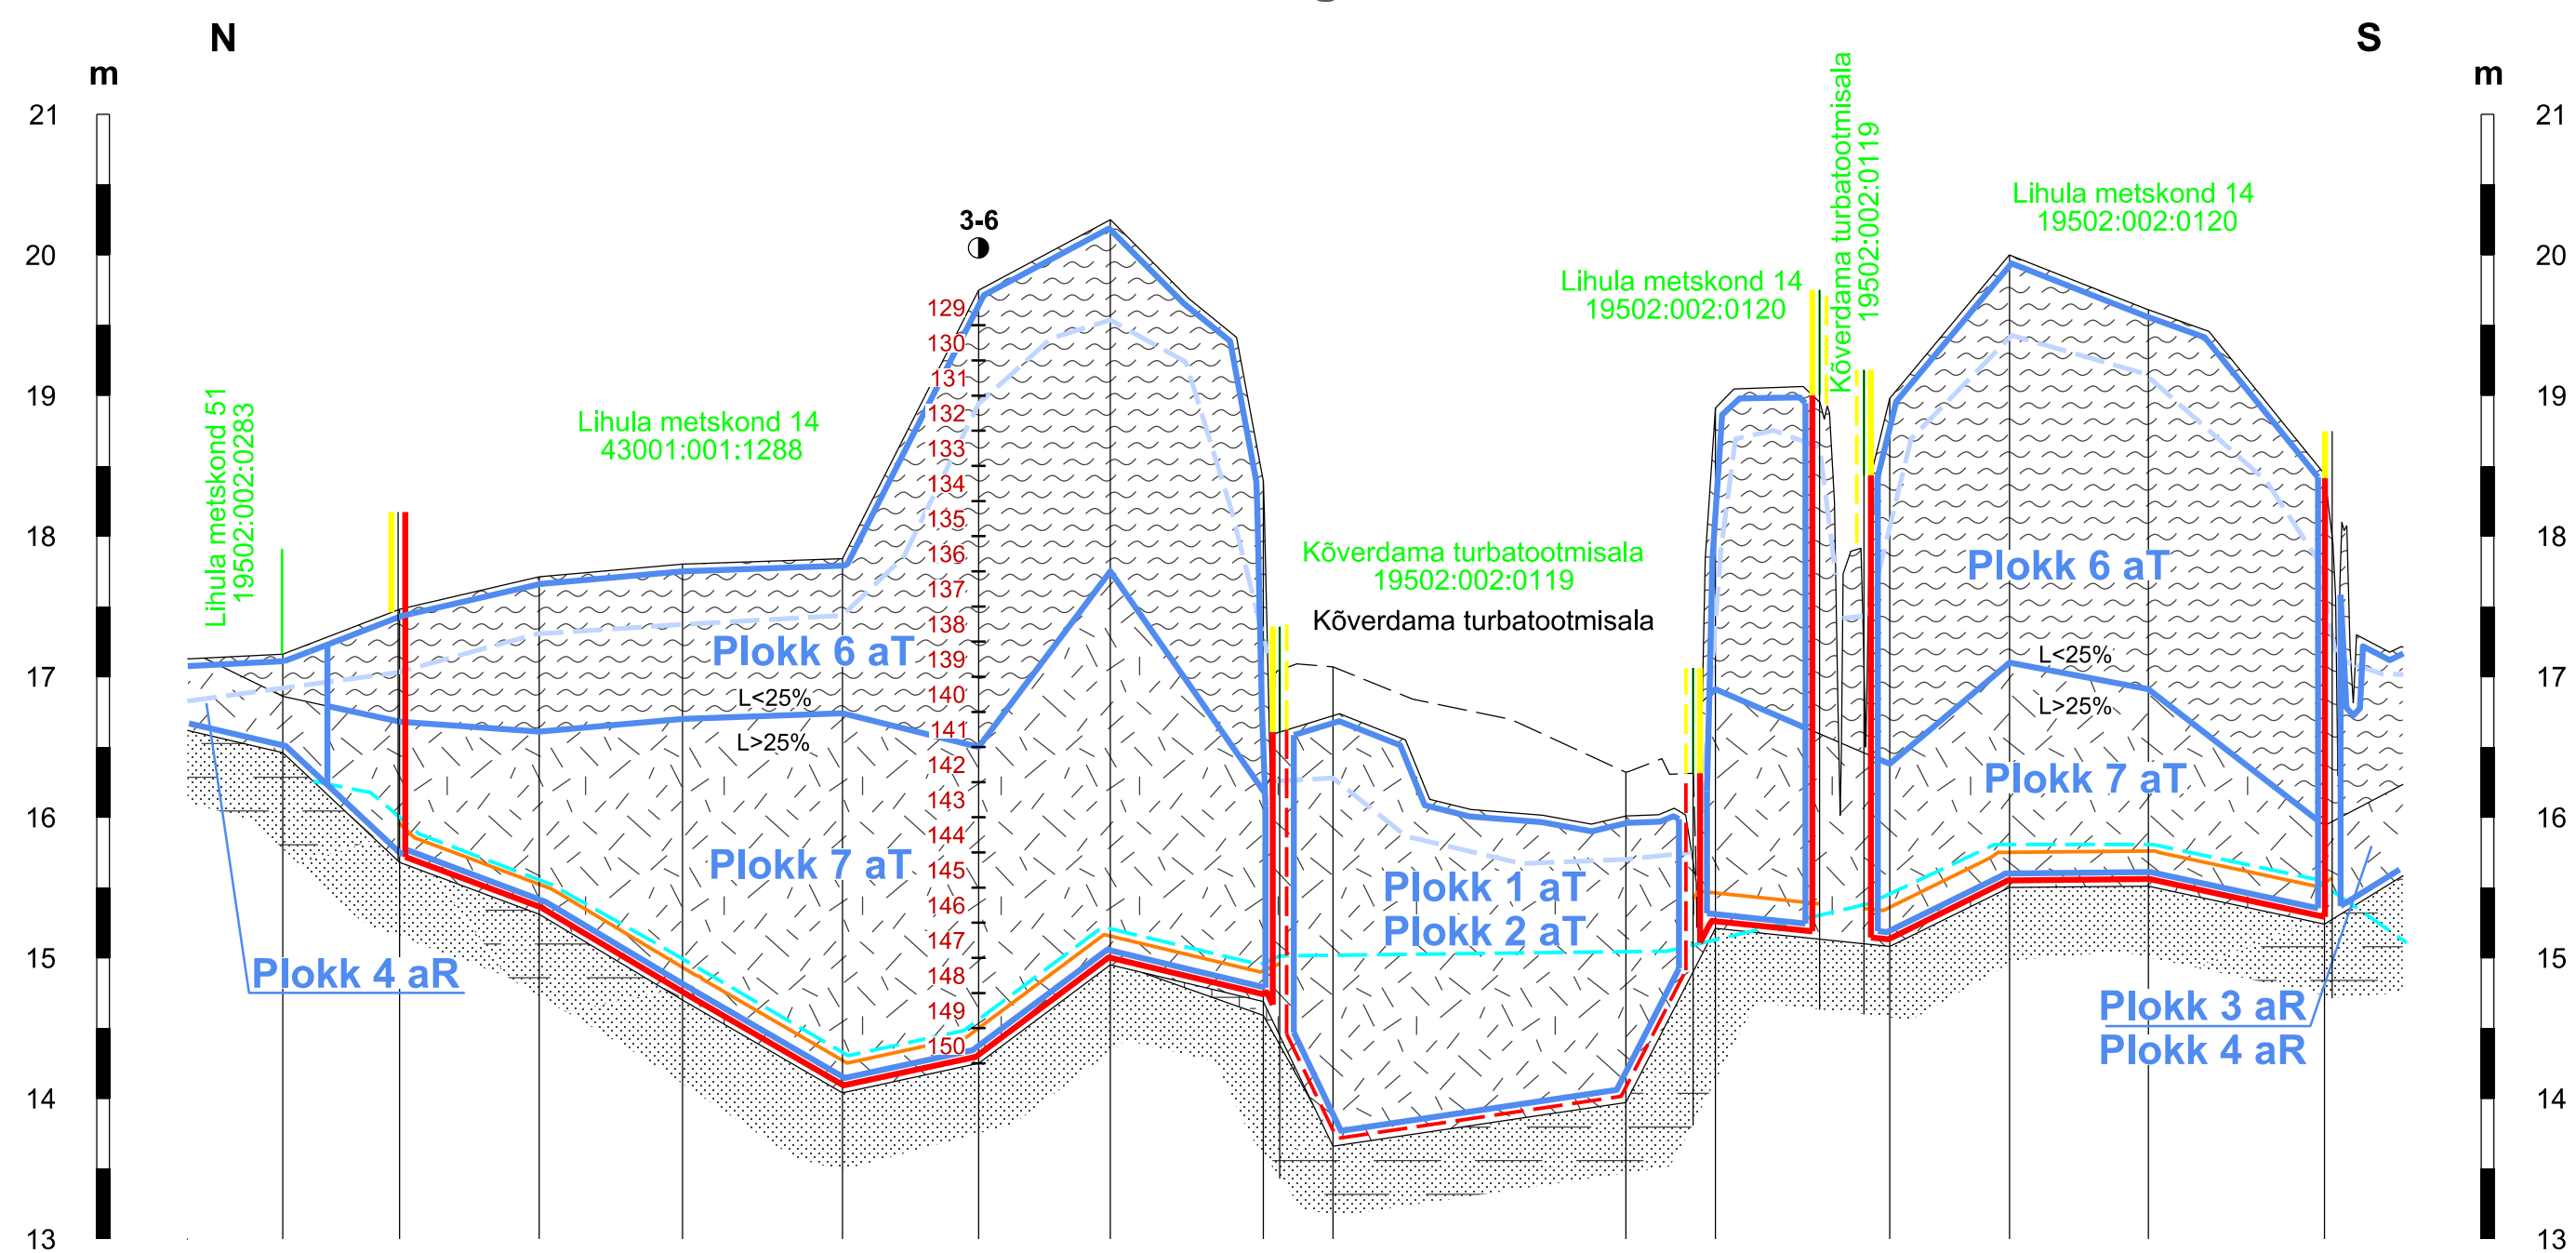 N
S
m
m
21
20
19
18
17
16
15
14
13
21
20
19
18
17
16
15
14
13
Lihula metskond 51
19502:002:0283
Lihula metskond 14
43001:001:1288
3-6
129
130
131
132
133
134
135
136
137
138
139
140
141
142
143
144
145
146
147
148
149
150
Plokk 6 aT
L<25%
L>25%
Plokk 7 aT
Plokk 4 aR
Kõverdama turbatootmisala
19502:002:0119
Kõverdama turbatootmisala
Plokk 1 aT
Plokk 2 aT
Lihula metskond 14
19502:002:0120
Kõverdama turbatootmisala
19502:002:0119
Lihula metskond 14
19502:002:0120
Plokk 6 aT
L<25%
L>25%
Plokk 7 aT
Plokk 3 aR
Plokk 4 aR